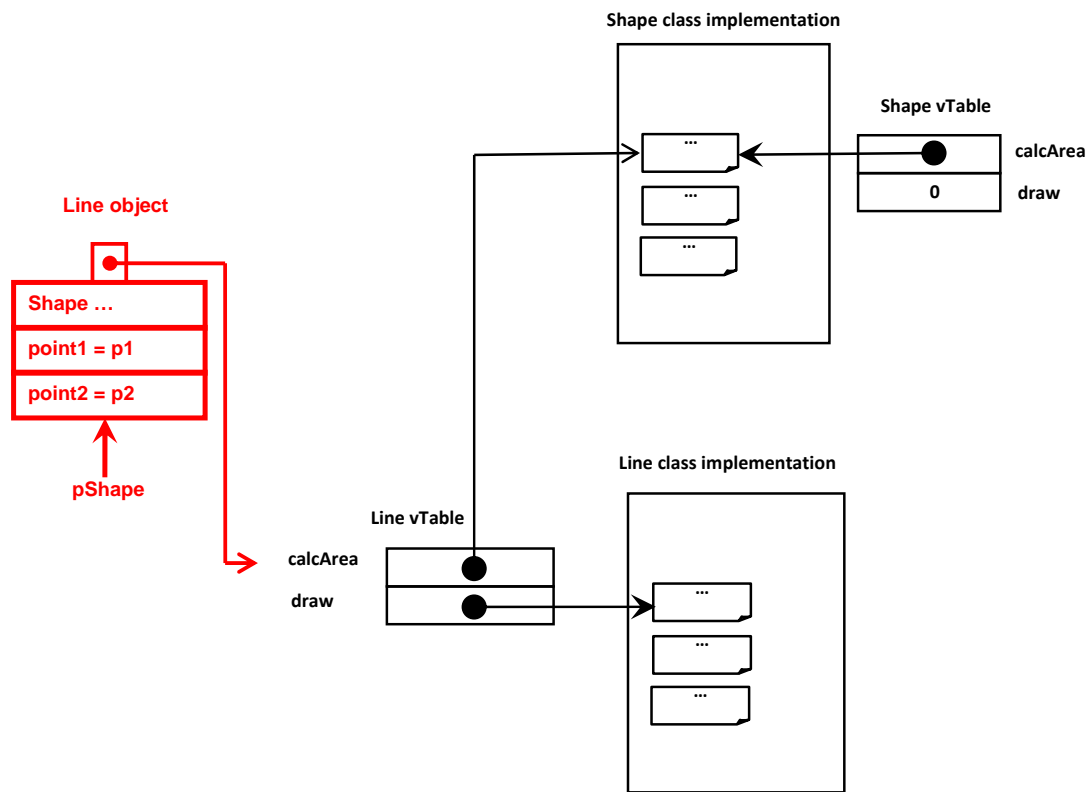 Shape class implementation
Shape vTable
...
calcArea
...
0
draw
...
Line object
Shape …
point1 = p1
point2 = p2
pShape
Line class implementation
Line vTable
calcArea
draw
...
...
...